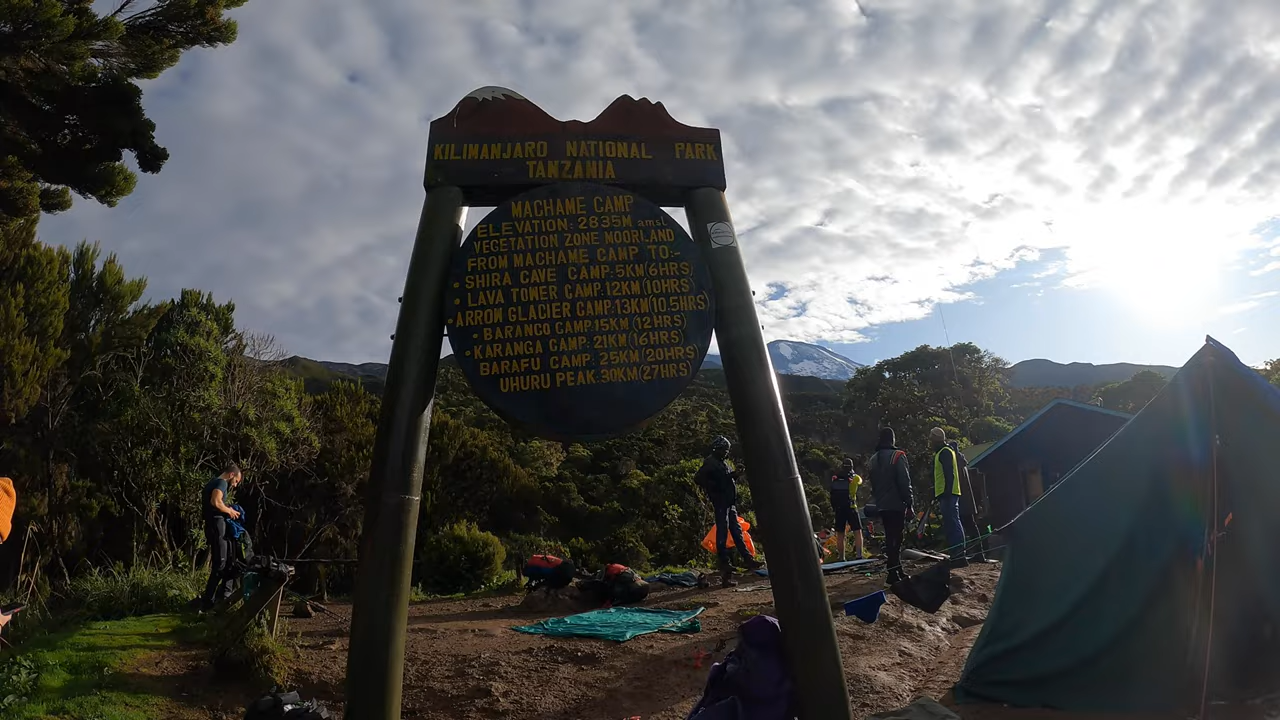 KILIMANJARO NATIONAL PARK
TANZANIA
MACHAME CAMP
ELEVATION: 2835M amsl
VEGETATION ZONE MOORLAND
FROM MACHAME CAMP TO:-
• SHIRA CAVE CAMP:5KM(6HRS)
• LAVA TOWER CAMP:12KM(10HRS)
• ARROW GLACIER CAMP:13KM(10.5HRS)
• BARANCO CAMP:15KM (12HRS)
• KARANGA CAMP: 21KM(16HRS)
BARAFU CAMP: 25KM(20HRS)
UHURU PEAK:30KM(27HRS)